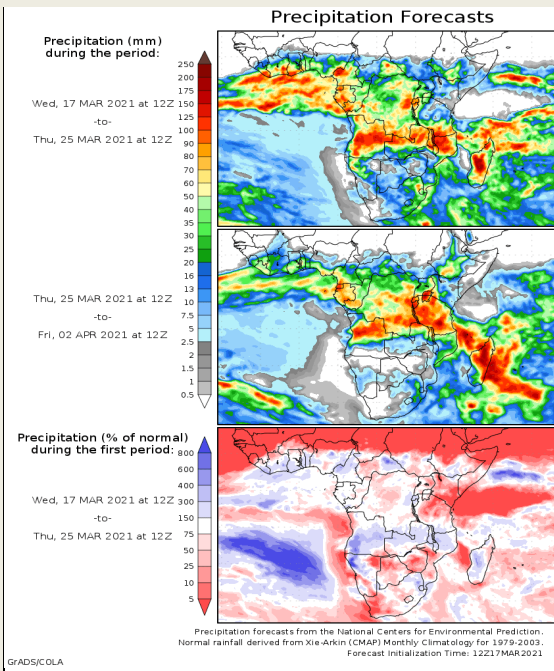 Precipitation Forecasts
Precipitation (mm)
during the period:
Wed, 17 MAR 2021 at 12Z
-to-
Thu, 25 MAR 2021 at 12Z
250
200
175
150
125
100
90
80
70
60
50
40
35
30
25
20
16
13
10
7.5
5
2.5
2
1.5
1
0.5
Thu, 25 MAR 2021 at 12Z
-to-
Fri, 02 APR 2021 at 12Z
Precipitation (% of normal)
during the first period:
800
600
400
300
150
75
50
25
10
5
Wed, 17 MAR 2021 at 12Z
-to-
Thu, 25 MAR 2021 at 12Z
Precipitation forecasts from the National Centers for Environmental Prediction.
Normal rainfall derived from Xie-Arkin (CMAP) Monthly Climatology for 1979-2003.
Forecast Initialization Time: 12Z17MAR2021
GrADS/COLA